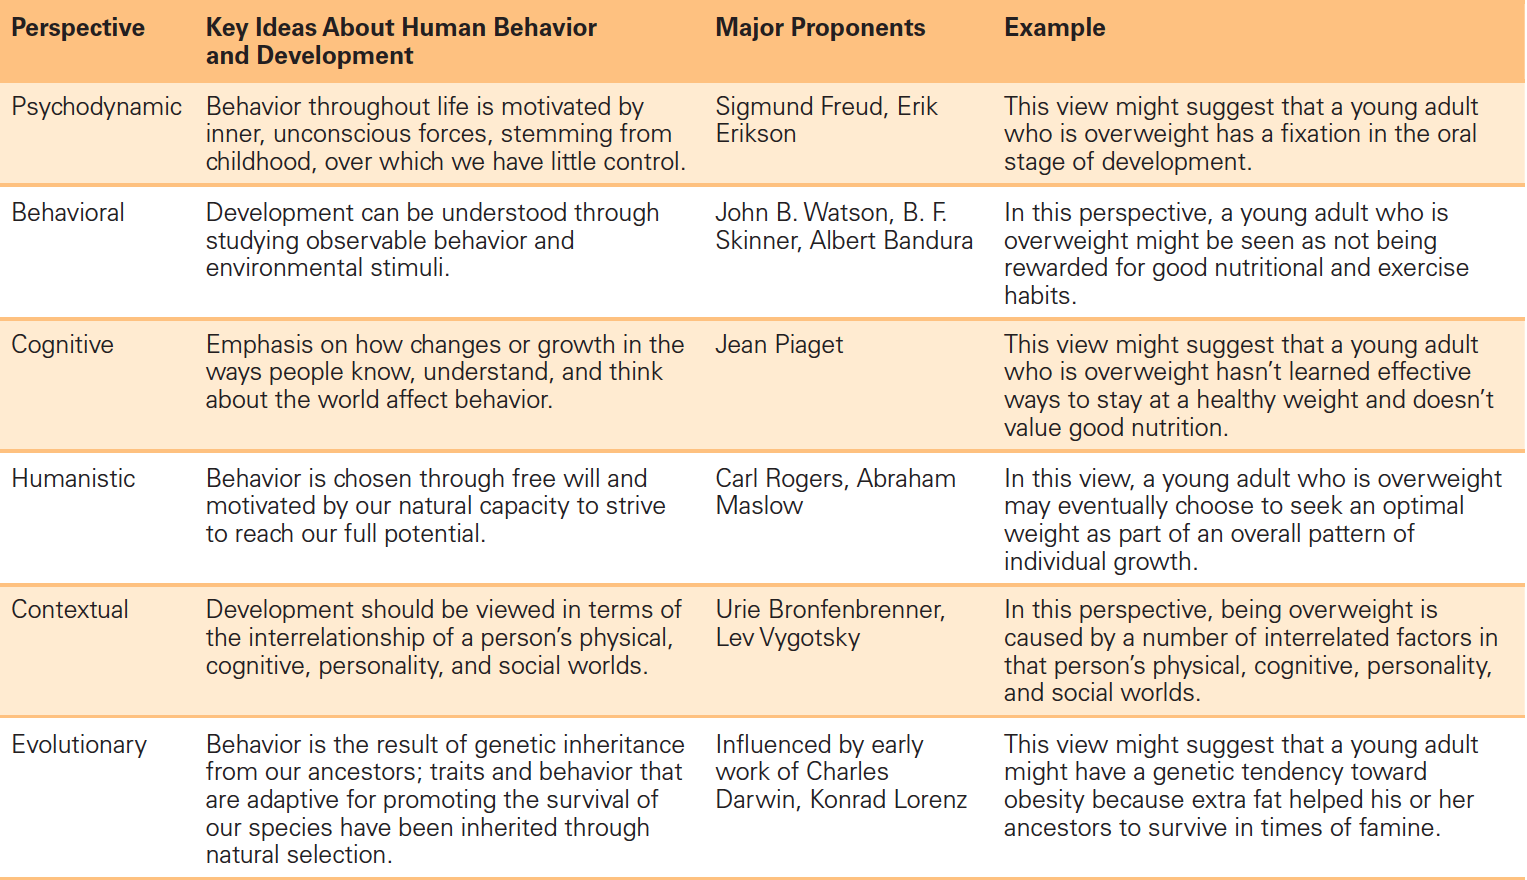 Perspective
Key Ideas About Human Behavior
and Development
Major Proponents
Example
Psychodynamic
Behavior throughout life is motivated by
inner, unconscious forces, stemming from
childhood, over which we have little control.
Sigmund Freud, Erik
Erikson
This view might suggest that a young adult
who is overweight has a fixation in the oral
stage of development.
Behavioral
Development can be understood through
studying observable behavior and
environmental stimuli.
John B. Watson, B. F.
Skinner, Albert Bandura
In this perspective, a young adult who is
overweight might be seen as not being
rewarded for good nutritional and exercise
habits.
Cognitive
Emphasis on how changes or growth in the
ways people know, understand, and think
about the world affect behavior.
Jean Piaget
This view might suggest that a young adult
who is overweight hasn't learned effective
ways to stay at a healthy weight and doesn't
value good nutrition.
Humanistic
Behavior is chosen through free will and
motivated by our natural capacity to strive
to reach our full potential.
Carl Rogers, Abraham
Maslow
In this view, a young adult who is overweight
may eventually choose to seek an optimal
weight as part of an overall pattern of
individual growth.
Contextual
Development should be viewed in terms of
the interrelationship of a person's physical,
cognitive, personality, and social worlds.
Urie Bronfenbrenner,
Lev Vygotsky
In this perspective, being overweight is
caused by a number of interrelated factors in
that person's physical, cognitive, personality,
and social worlds.
Evolutionary
Behavior is the result of genetic inheritance
from our ancestors; traits and behavior that
are adaptive for promoting the survival of
our species have been inherited through
natural selection.
Influenced by early
work of Charles
Darwin, Konrad Lorenz
This view might suggest that a young adult
might have a genetic tendency toward
obesity because extra fat helped his or her
ancestors to survive in times of famine.